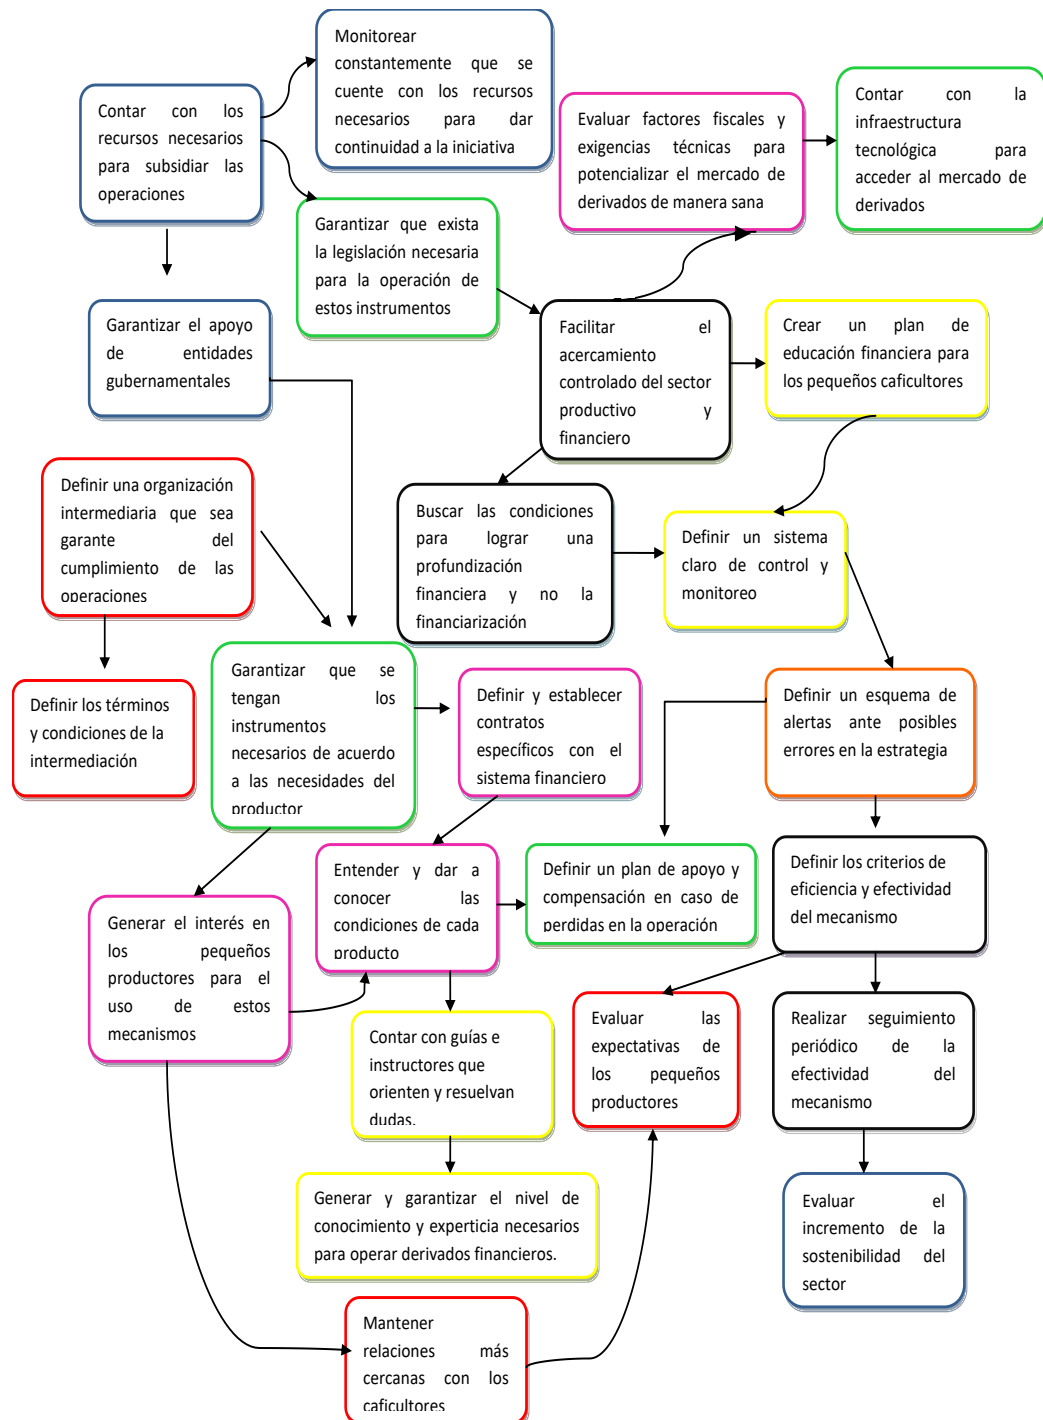 Monitorear
constantemente que se
cuente con los recursos
necesarios para dar
continuidad a la iniciativa
Contar con los
recursos necesarios
para subsidiar las
operaciones
Evaluar factores fiscales y
exigencias técnicas para
potencializar el mercado de
derivados de manera sana
Contar con la
infraestructura
tecnológica para
acceder al mercado de
derivados
Garantizar que exista
la legislación necesaria
para la operación de
estos instrumentos
Garantizar el apoyo
de entidades
gubernamentales
Facilitar el
acercamiento
controlado del sector
productivo y
financiero
Crear un plan de
educación financiera para
los pequeños caficultores
Definir una organización
intermediaria que sea
garante del
cumplimiento de las
operaciones
Buscar las condiciones
para lograr una
profundización
financiera y no la
financiarización
Definir un sistema
claro de control y
monitoreo
Definir los términos
y condiciones de la
intermediación
Garantizar que se
tengan los
instrumentos
necesarios de acuerdo
a las necesidades del
productor
Definir y establecer
contratos
específicos con el
sistema financiero
Definir un esquema de
alertas ante posibles
errores en la estrategia
Generar el interés en
los pequeños
productores para el
uso de estos
mecanismos
Entender y dar a
conocer las
condiciones de cada
producto
Definir un plan de apoyo y
compensación en caso de
perdidas en la operación
Definir los criterios de
eficiencia y efectividad
del mecanismo
Contar con guías e
instructores que
orienten y resuelvan
dudas.
Evaluar las
expectativas de
los pequeños
productores
Realizar seguimiento
periódico de la
efectividad del
mecanismo
Generar y garantizar el nivel de
conocimiento y experticia necesarios
para operar derivados financieros.
Evaluar el
incremento de la
sostenibilidad del
sector
Mantener
relaciones más
cercanas con los
caficultores